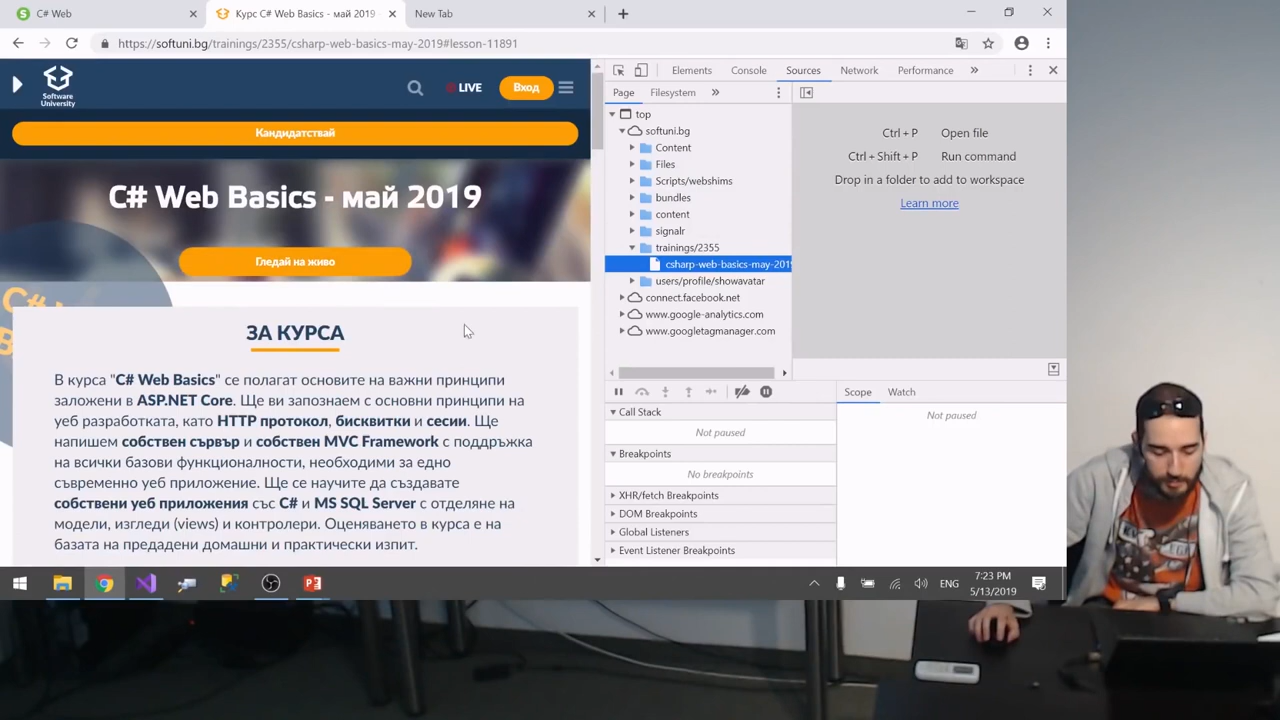 C# Web
Курс C# Web Basics - май 2019
New Tab
https://softuni.bg/trainings/2355/csharp-web-basics-may-2019#lesson-11891
Software
University
LIVE
Вход
Кандидатствай
C# Web Basics - май 2019
Гледай на живо
ЗА КУРСА
В курса "C# Web Basics" се полагат основите на важни принципи
заложени в ASP.NET Core. Ще ви запознаем с основни принципи на
уеб разработката, като HTTP протокол, бисквитки и сесии. Ще
напишем собствен сървър и собствен MVC Framework с поддръжка
на всички базови функционалности, необходими за едно
съвременно уеб приложение. Ще се научите да създавате
собствени уеб приложения със C# и MS SQL Server с отделяне на
модели, изгледи (views) и контролери. Оценяването в курса е на
базата на предадени домашни и практически изпит.
Elements
Console
Sources
Network
Performance
Page
Filesystem
top
softuni.bg
Content
Files
Scripts/webshims
bundles
content
signalr
trainings/2355
csharp-web-basics-may-201
users/profile/showavatar
connect.facebook.net
www.google-analytics.com
www.googletagmanager.com
Ctrl + P Open file
Ctrl + Shift + P Run command
Drop in a folder to add to workspace
Learn more
Call Stack
Not paused
Breakpoints
No breakpoints
XHR/fetch Breakpoints
DOM Breakpoints
Global Listeners
Event Listener Breakpoints
Scope
Watch
Not paused
ENG
7:23 PM
5/13/2019